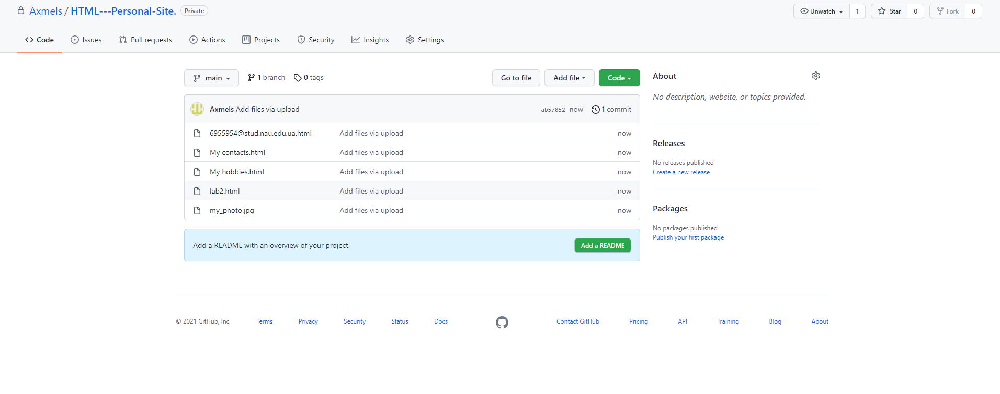 Axmels / HTML---Personal-Site. Private
Unwatch 1 Star 0 Fork 0
Code Issues Pull requests Actions Projects Security Insights Settings
main 1 branch 0 tags Go to file Add file Code
Axmels Add files via upload ab57052 now 1 commit
6955954@stud.nau.edu.ua.html Add files via upload now
My contacts.html Add files via upload now
My hobbies.html Add files via upload now
lab2.html Add files via upload now
my_photo.jpg Add files via upload now
Add a README with an overview of your project. Add a README
About
No description, website, or topics provided.
Releases
No releases published
Create a new release
Packages
No packages published
Publish your first package
© 2021 GitHub, Inc. Terms Privacy Security Status Docs Contact GitHub Pricing API Training Blog About